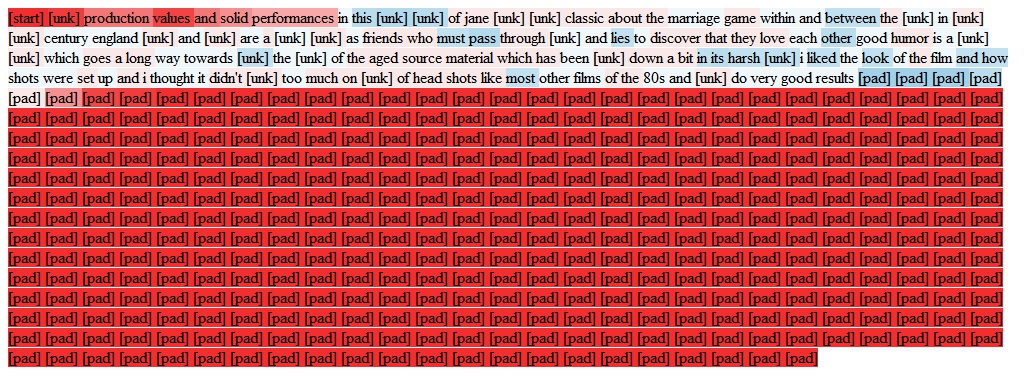 [start] [unk] production values and solid performances in this [unk] [unk] of jane [unk] [unk] classic about the marriage game within and between the [unk] in [unk]
[unk] century england [unk] and [unk] are a [unk] [unk] as friends who must pass through [unk] and lies to discover that they love each other good humor is a [unk]
[unk] which goes a long way towards [unk] the [unk] of the aged source material which has been [unk] down a bit in its harsh [unk] i liked the look of the film and how
shots were set up and i thought it didn't [unk] too much on [unk] of head shots like most other films of the 80s and [unk] do very good results [pad] [pad] [pad] [pad]
[pad] [pad] [pad] [pad] [pad] [pad] [pad] [pad] [pad] [pad] [pad] [pad] [pad] [pad] [pad] [pad] [pad] [pad] [pad] [pad] [pad] [pad] [pad] [pad] [pad] [pad] [pad]
[pad] [pad] [pad] [pad] [pad] [pad] [pad] [pad] [pad] [pad] [pad] [pad] [pad] [pad] [pad] [pad] [pad] [pad] [pad] [pad] [pad] [pad] [pad] [pad] [pad] [pad] [pad]
[pad] [pad] [pad] [pad] [pad] [pad] [pad] [pad] [pad] [pad] [pad] [pad] [pad] [pad] [pad] [pad] [pad] [pad] [pad] [pad] [pad] [pad] [pad] [pad] [pad] [pad] [pad]
[pad] [pad] [pad] [pad] [pad] [pad] [pad] [pad] [pad] [pad] [pad] [pad] [pad] [pad] [pad] [pad] [pad] [pad] [pad] [pad] [pad] [pad] [pad] [pad] [pad] [pad] [pad]
[pad] [pad] [pad] [pad] [pad] [pad] [pad] [pad] [pad] [pad] [pad] [pad] [pad] [pad] [pad] [pad] [pad] [pad] [pad] [pad] [pad] [pad] [pad] [pad] [pad] [pad] [pad]
[pad] [pad] [pad] [pad] [pad] [pad] [pad] [pad] [pad] [pad] [pad] [pad] [pad] [pad] [pad] [pad] [pad] [pad] [pad] [pad] [pad] [pad] [pad] [pad] [pad] [pad] [pad]
[pad] [pad] [pad] [pad] [pad] [pad] [pad] [pad] [pad] [pad] [pad] [pad] [pad] [pad] [pad] [pad] [pad] [pad] [pad] [pad] [pad] [pad] [pad] [pad] [pad] [pad] [pad]
[pad] [pad] [pad] [pad] [pad] [pad] [pad] [pad] [pad] [pad] [pad] [pad] [pad] [pad] [pad] [pad] [pad] [pad] [pad] [pad] [pad] [pad] [pad] [pad] [pad] [pad] [pad]
[pad] [pad] [pad] [pad] [pad] [pad] [pad] [pad] [pad] [pad] [pad] [pad] [pad] [pad] [pad] [pad] [pad] [pad] [pad] [pad] [pad] [pad] [pad] [pad] [pad] [pad] [pad]
[pad] [pad] [pad] [pad] [pad] [pad] [pad] [pad] [pad] [pad] [pad] [pad] [pad] [pad] [pad] [pad] [pad] [pad] [pad] [pad] [pad] [pad] [pad] [pad] [pad] [pad] [pad]
[pad] [pad] [pad] [pad] [pad] [pad] [pad] [pad] [pad] [pad] [pad] [pad] [pad] [pad] [pad] [pad] [pad] [pad] [pad] [pad] [pad] [pad] [pad] [pad] [pad] [pad] [pad]
[pad] [pad] [pad] [pad] [pad] [pad] [pad] [pad] [pad] [pad] [pad] [pad] [pad] [pad] [pad] [pad] [pad] [pad] [pad] [pad] [pad] [pad] [pad] [pad] [pad] [pad] [pad]
[pad] [pad] [pad] [pad] [pad] [pad] [pad] [pad] [pad] [pad] [pad] [pad] [pad] [pad] [pad] [pad] [pad] [pad] [pad] [pad] [pad] [pad] [pad] [pad] [pad] [pad] [pad]
[pad] [pad] [pad] [pad] [pad] [pad] [pad] [pad] [pad] [pad] [pad] [pad] [pad] [pad] [pad] [pad] [pad] [pad] [pad] [pad] [pad] [pad]